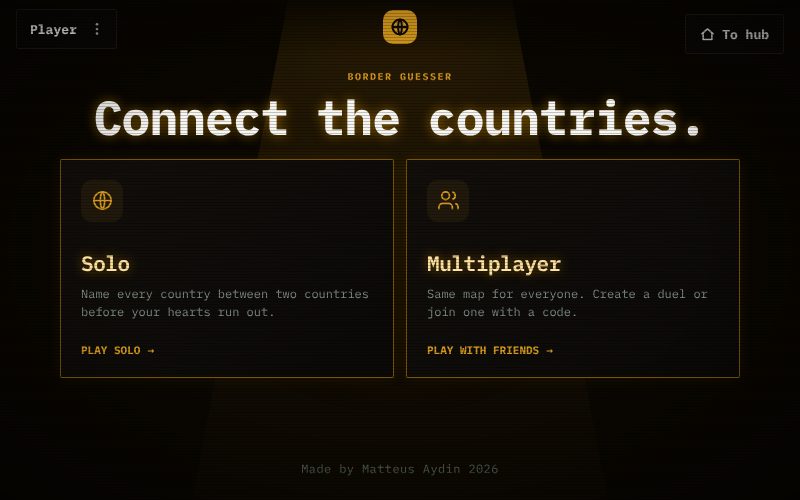 Player
To hub
BORDER GUESSER
Connect the countries.
Solo
Name every country between two countries
before your hearts run out.
PLAY SOLO →
Multiplayer
Same map for everyone. Create a duel or
join one with a code.
PLAY WITH FRIENDS →
Made by Matteus Aydin 2026